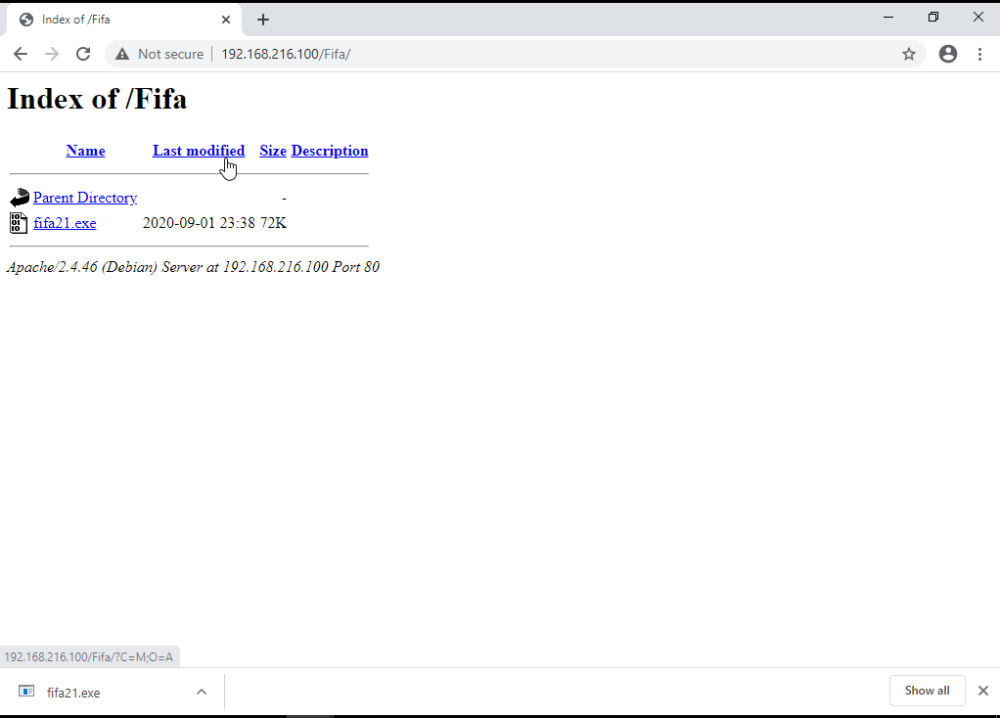 Index of /Fifa
Not secure 192.168.216.100/Fifa/
Index of /Fifa
Name Last modified Size Description
Parent Directory -
fifa21.exe 2020-09-01 23:38 72K
Apache/2.4.46 (Debian) Server at 192.168.216.100 Port 80
192.168.216.100/Fifa/?C=M;O=A
fifa21.exe Show all